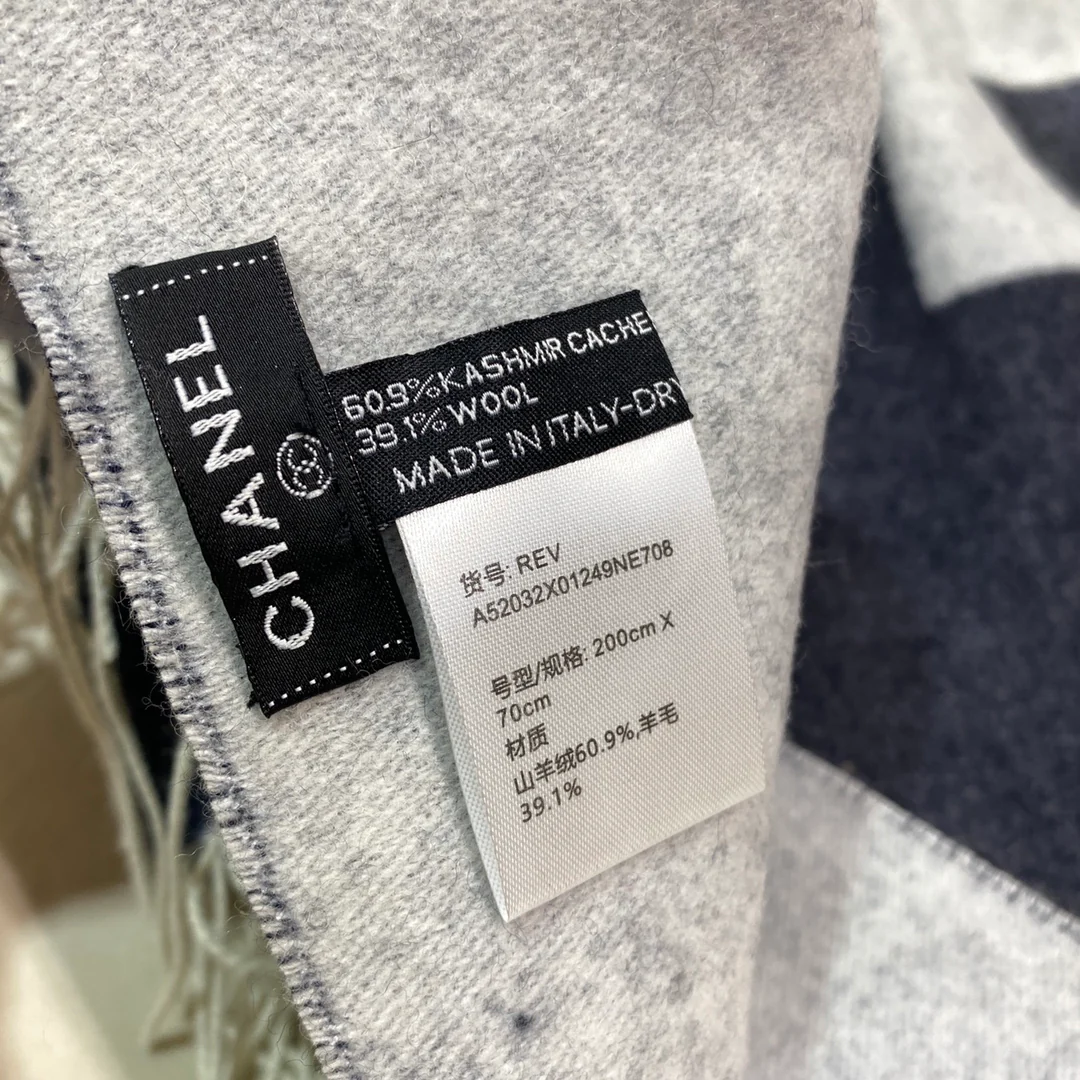 CHANEL
60.9%KASHMIR CACHE
39.1%WOOL
MADE IN ITALY-DRY
货号: REV
A52032X01249NE708
号型/规格: 200cm X
70cm
材质
山羊绒60.9%,羊毛
39.1%